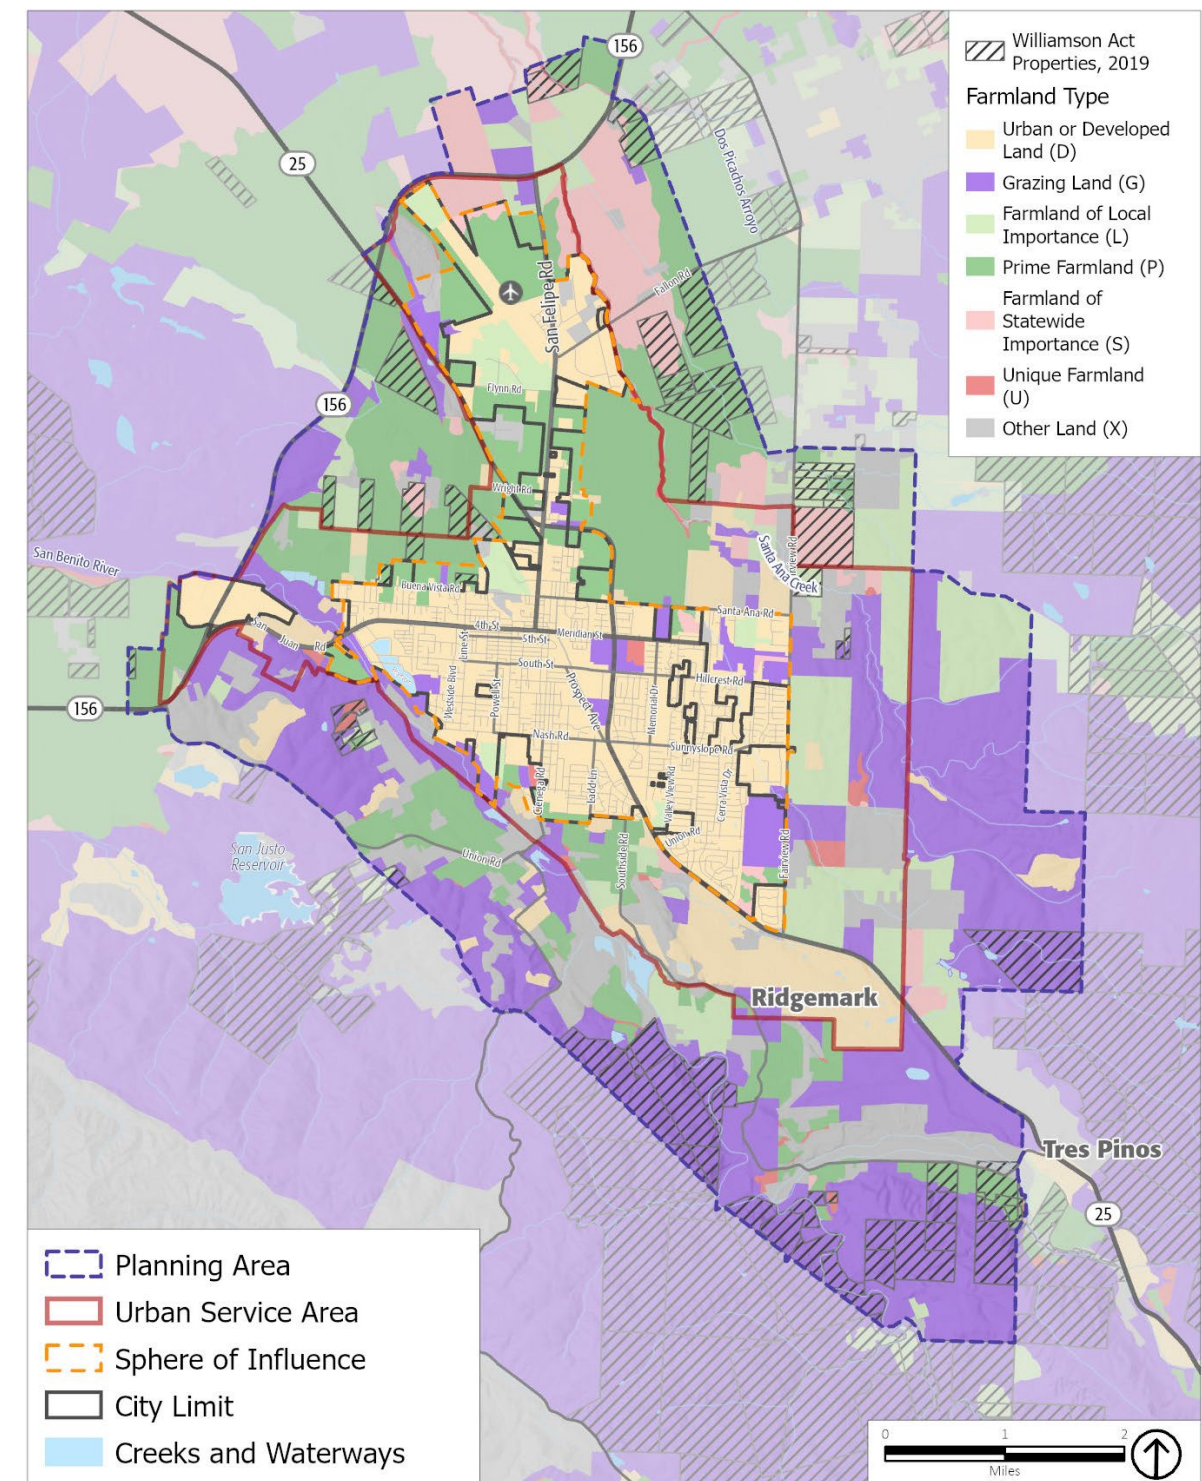 156
Williamson Act
Properties, 2019
Farmland Type
Urban or Developed
Land (D)
Grazing Land (G)
Farmland of Local
Importance (L)
Prime Farmland (P)
Farmland of
Statewide
Importance (S)
Unique Farmland
(U)
Other Land (X)
25
Dos Picachos Arroyo
San Felipe Rd
Fallon Rd
Flynn Rd
156
Wright Rd
San Benito River
Santa Ana Creek
Buena Vista Rd
Santa Ana Rd
San Juan Rd
4th St
5th St
Meridian St
Line St
South St
Hillcrest Rd
Westside Blvd
Powell St
Prospect Ave
Memorial Dr
156
Nash Rd
Sunnyslope Rd
Cienega Rd
Ladd Ln
Valley View Rd
Cerra Vista Dr
San Justo
Reservoir
Union Rd
Southside Rd
Union Rd
Fairview Rd
Ridgemark
Tres Pinos
25
Planning Area
Urban Service Area
Sphere of Influence
City Limit
Creeks and Waterways
0 1 2
Miles